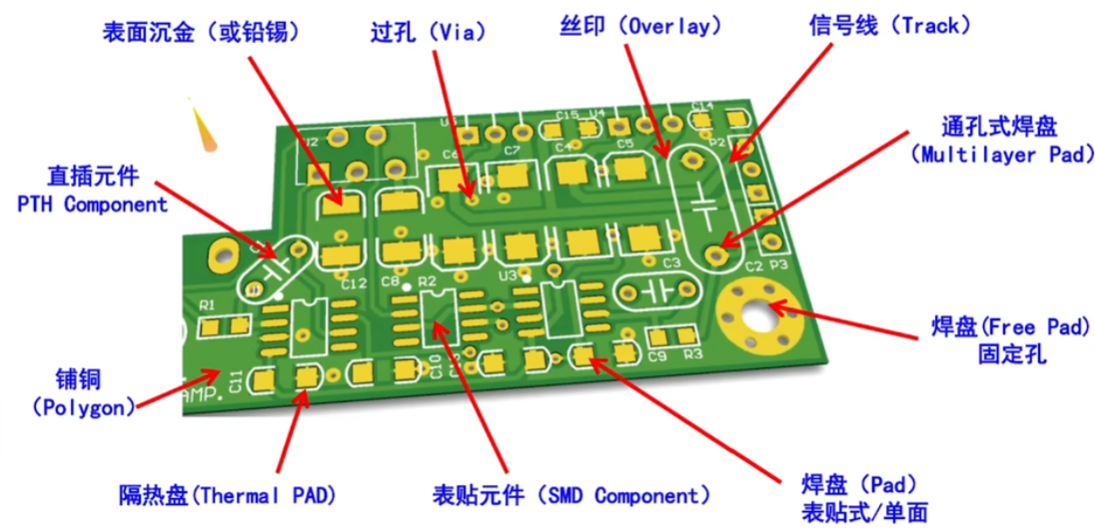 表面沉金（或铅锡）
过孔（Via）
丝印（Overlay）
信号线（Track）
直插元件
PTH Component
通孔式焊盘
（Multilayer Pad）
焊盘(Free Pad)
固定孔
铺铜
（Polygon）
隔热盘(Thermal PAD)
表贴元件（SMD Component）
焊盘（Pad）
表贴式/单面
C15
U4
C14
C6
C7
C4
C5
P2
C12
C8
R2
U3
C3
C2
P3
R1
C11
C10
C9
R3
AMP.